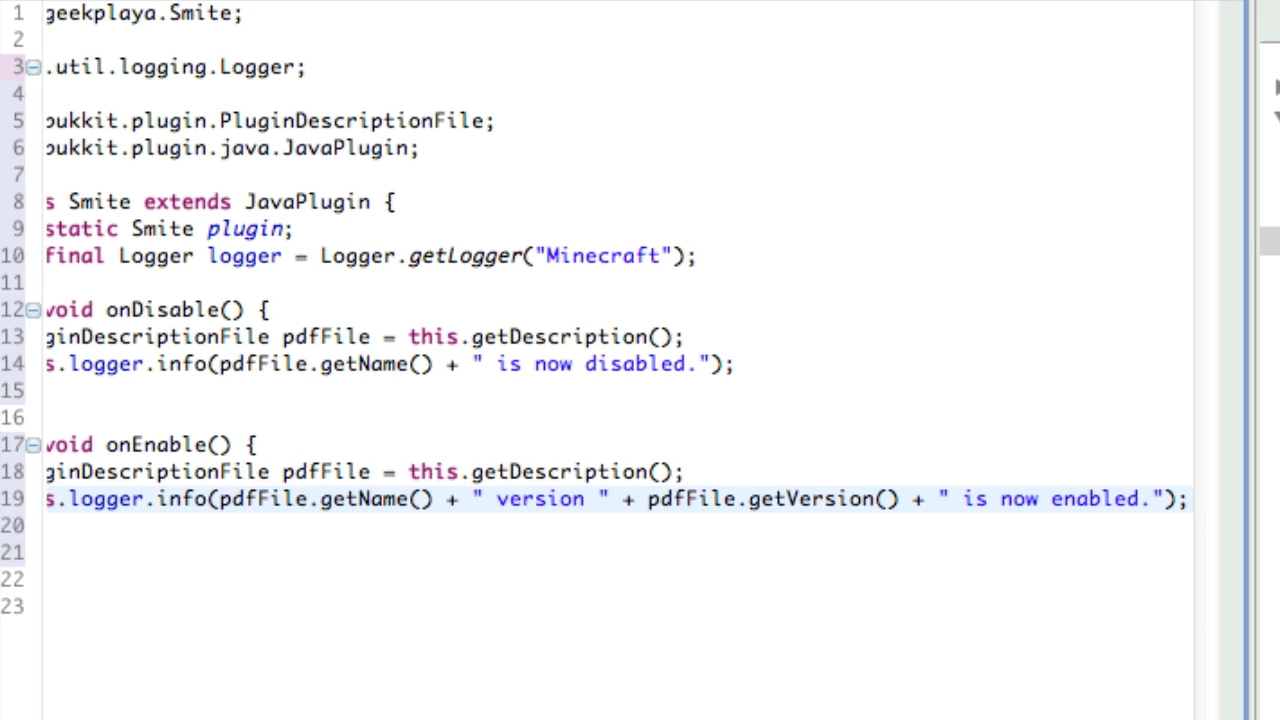 1 geekplaya.Smite;
2
3 .util.logging.Logger;
4
5 bukkit.plugin.PluginDescriptionFile;
6 bukkit.plugin.java.JavaPlugin;
7
8 s Smite extends JavaPlugin {
9 static Smite plugin;
10 final Logger logger = Logger.getLogger("Minecraft");
11
12 void onDisable() {
13 ginDescriptionFile pdfFile = this.getDescription();
14 s.logger.info(pdfFile.getName() + " is now disabled.");
15
16
17 void onEnable() {
18 ginDescriptionFile pdfFile = this.getDescription();
19 s.logger.info(pdfFile.getName() + " version " + pdfFile.getVersion() + " is now enabled.");
20
21
22
23